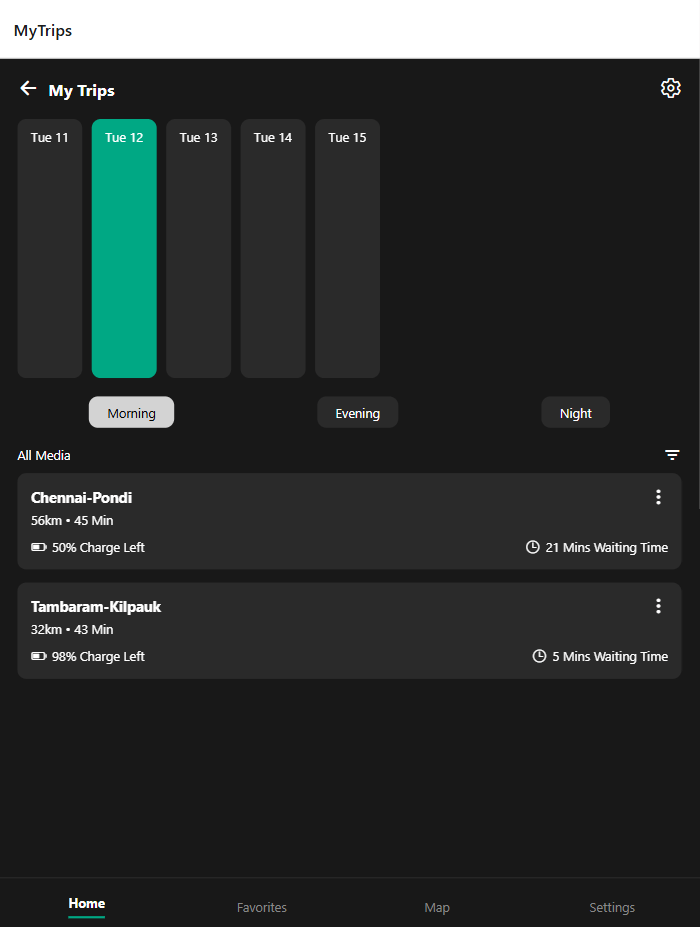 MyTrips
My Trips
Tue 11 Tue 12 Tue 13 Tue 14 Tue 15
Morning Evening Night
All Media
Chennai-Pondi
56km • 45 Min
50% Charge Left 21 Mins Waiting Time
Tambaram-Kilpauk
32km • 43 Min
98% Charge Left 5 Mins Waiting Time
Home Favorites Map Settings